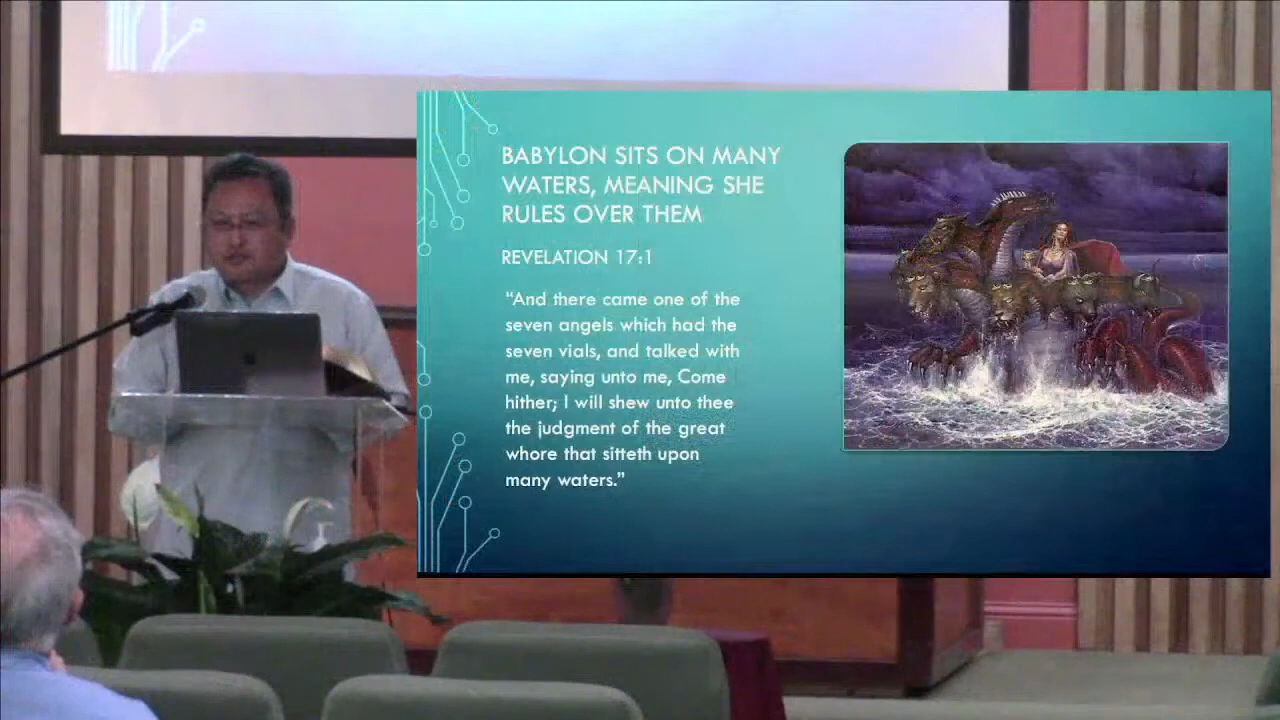 BABYLON SITS ON MANY
WATERS, MEANING SHE
RULES OVER THEM
REVELATION 17:1
“And there came one of the
seven angels which had the
seven vials, and talked with
me, saying unto me, Come
hither; I will shew unto thee
the judgment of the great
whore that sitteth upon
many waters.”